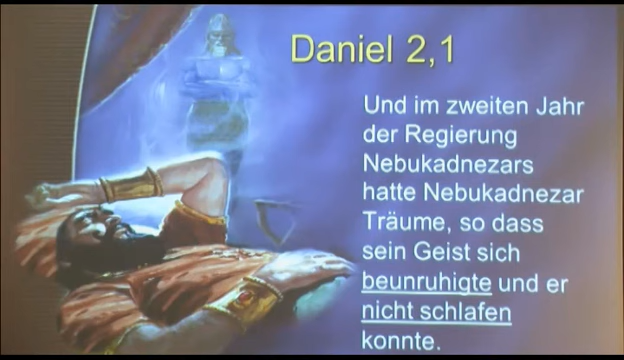 Daniel 2,1
Und im zweiten Jahr
der Regierung
Nebukadnezars
hatte Nebukadnezar
Träume, so dass
sein Geist sich
beunruhigte und er
nicht schlafen
konnte.